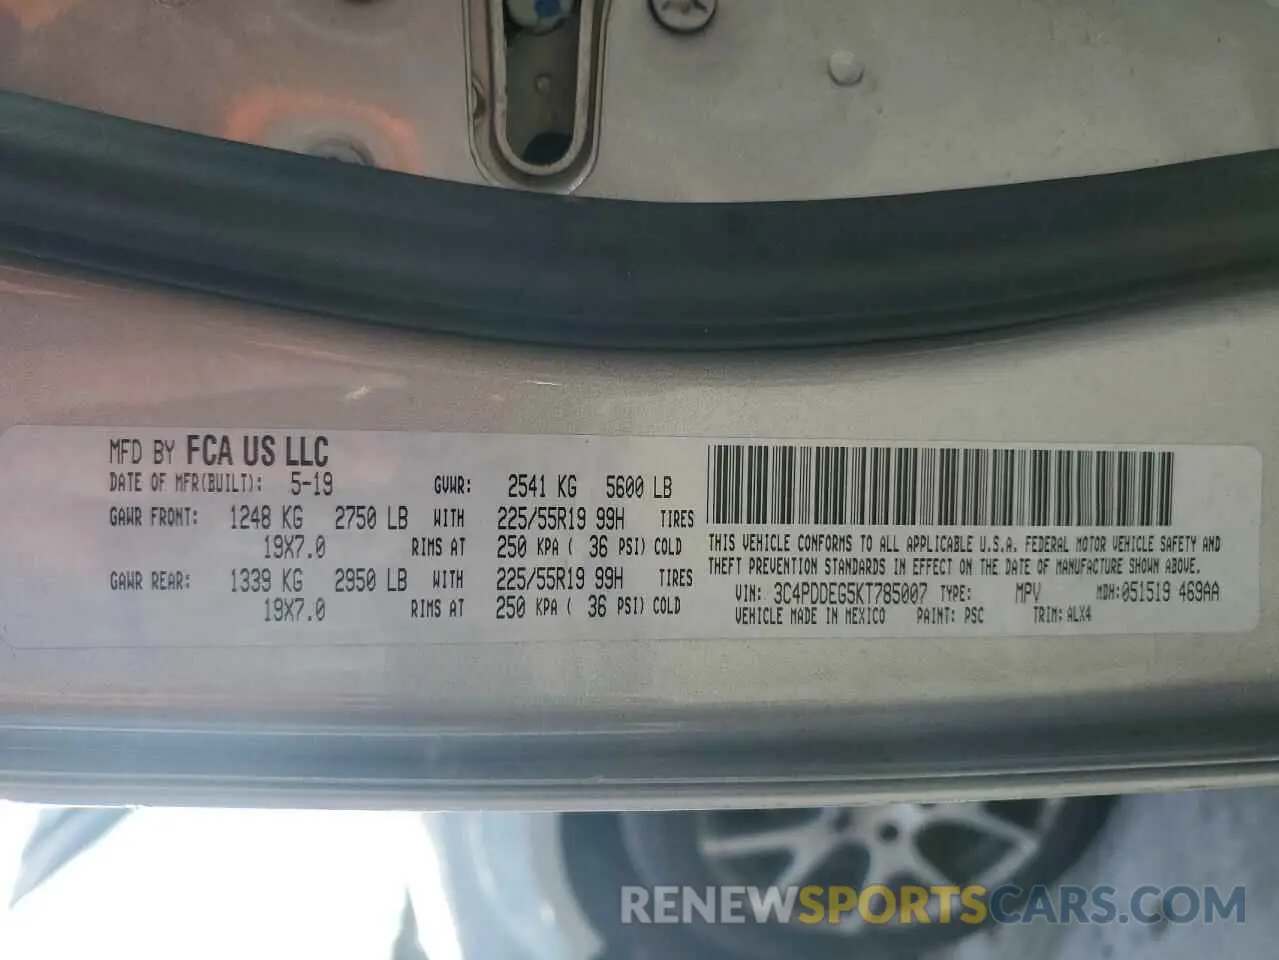 MFD BY FCA US LLC
DATE OF MFR(BUILT): 5-19 GVWR: 2541 KG 5600 LB
GAWR FRONT: 1248 KG 2750 LB WITH 225/55R19 99H TIRES
19X7.0 RIMS AT 250 KPA ( 36 PSI) COLD
GAWR REAR: 1339 KG 2950 LB WITH 225/55R19 99H TIRES
19X7.0 RIMS AT 250 KPA ( 36 PSI) COLD
THIS VEHICLE CONFORMS TO ALL APPLICABLE U.S.A. FEDERAL MOTOR VEHICLE SAFETY AND
THEFT PREVENTION STANDARDS IN EFFECT ON THE DATE OF MANUFACTURE SHOWN ABOVE.
VIN: 3C4PDDEG5KT785007 TYPE: MPV MDH:051519 469AA
VEHICLE MADE IN MEXICO PAINT: PSC TRIM: ALX4
RENEWSPORTSCARS.COM